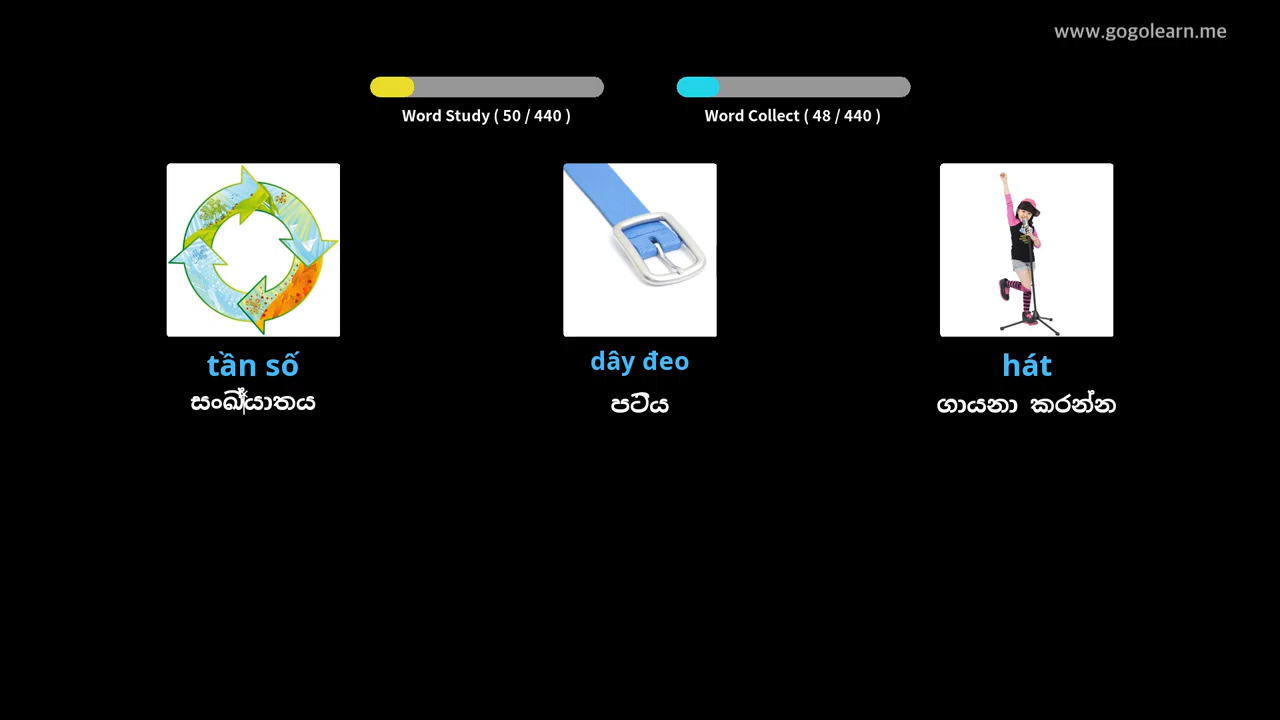 www.gogolearn.me
Word Study ( 50 / 440 )
Word Collect ( 48 / 440 )
tần số
සංඛ්‍යාතය
dây đeo
පටිය
hát
ගායනා කරන්න